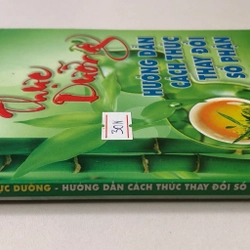 Thực
Dưỡng
HƯỚNG DẪN
CÁCH THỨC
THAY ĐỔI
SỐ PHẬN
30K
ỰC DƯỠNG - HƯỚNG DẪN CÁCH THỨC THAY ĐỔI SỐ